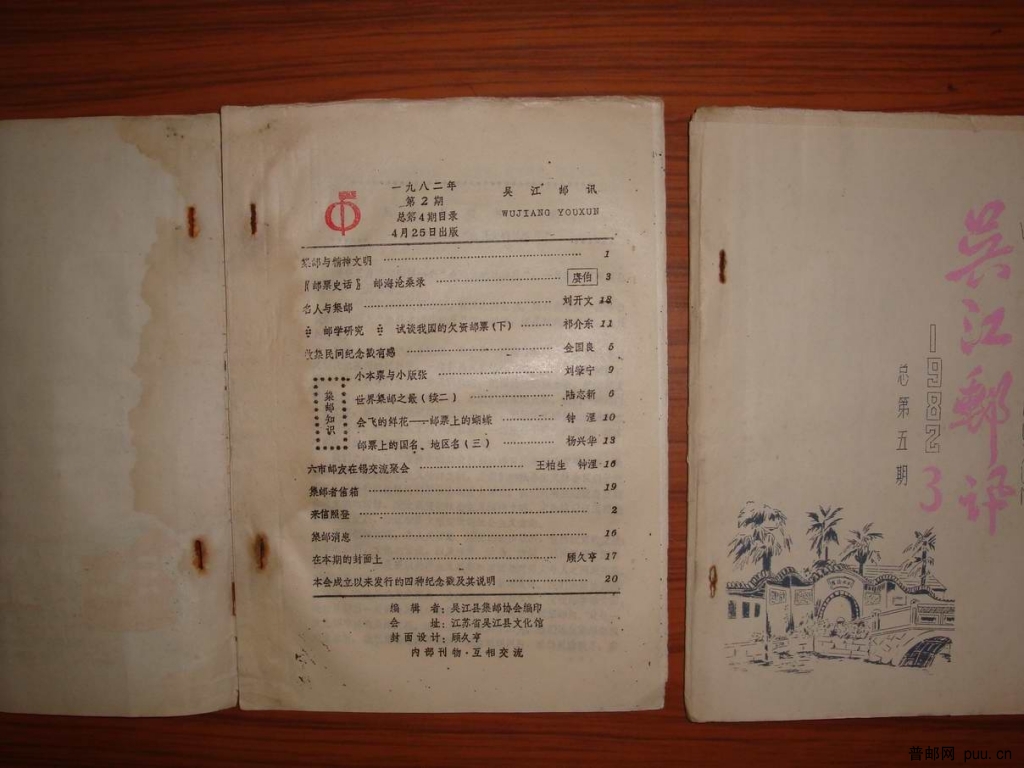 一九八二年
第2期
总第4期目录
4月25日出版
吴江邮讯
WUJIANG YOUXUN
集邮与精神文明 1
〖邮票史话〗 邮海沧桑录 赓伯 3
名人与集邮 刘开文 18
邮学研究 试谈我国的欠资邮票(下) 祁介东 11
收集民间纪念戳有感 金国良 5
集邮知识
小本票与小版张 刘肇宁 9
世界集邮之最(续二) 陆志新 6
会飞的鲜花——邮票上的蝴蝶 钟浬 10
邮票上的国名、地区名(三) 杨兴华 13
六市邮友在锡交流聚会 王柏生 钟浬 16
集邮者信箱 19
来信照登 2
集邮消息 16
在本期的封面上 顾久亨 17
本会成立以来发行的四种纪念戳及其说明 20
编辑者：吴江县集邮协会编印
会址：江苏省吴江县文化馆
封面设计：顾久亨
内部刊物·互相交流
吴江邮讯
1982
3
总第五期
普邮网 puu.cn